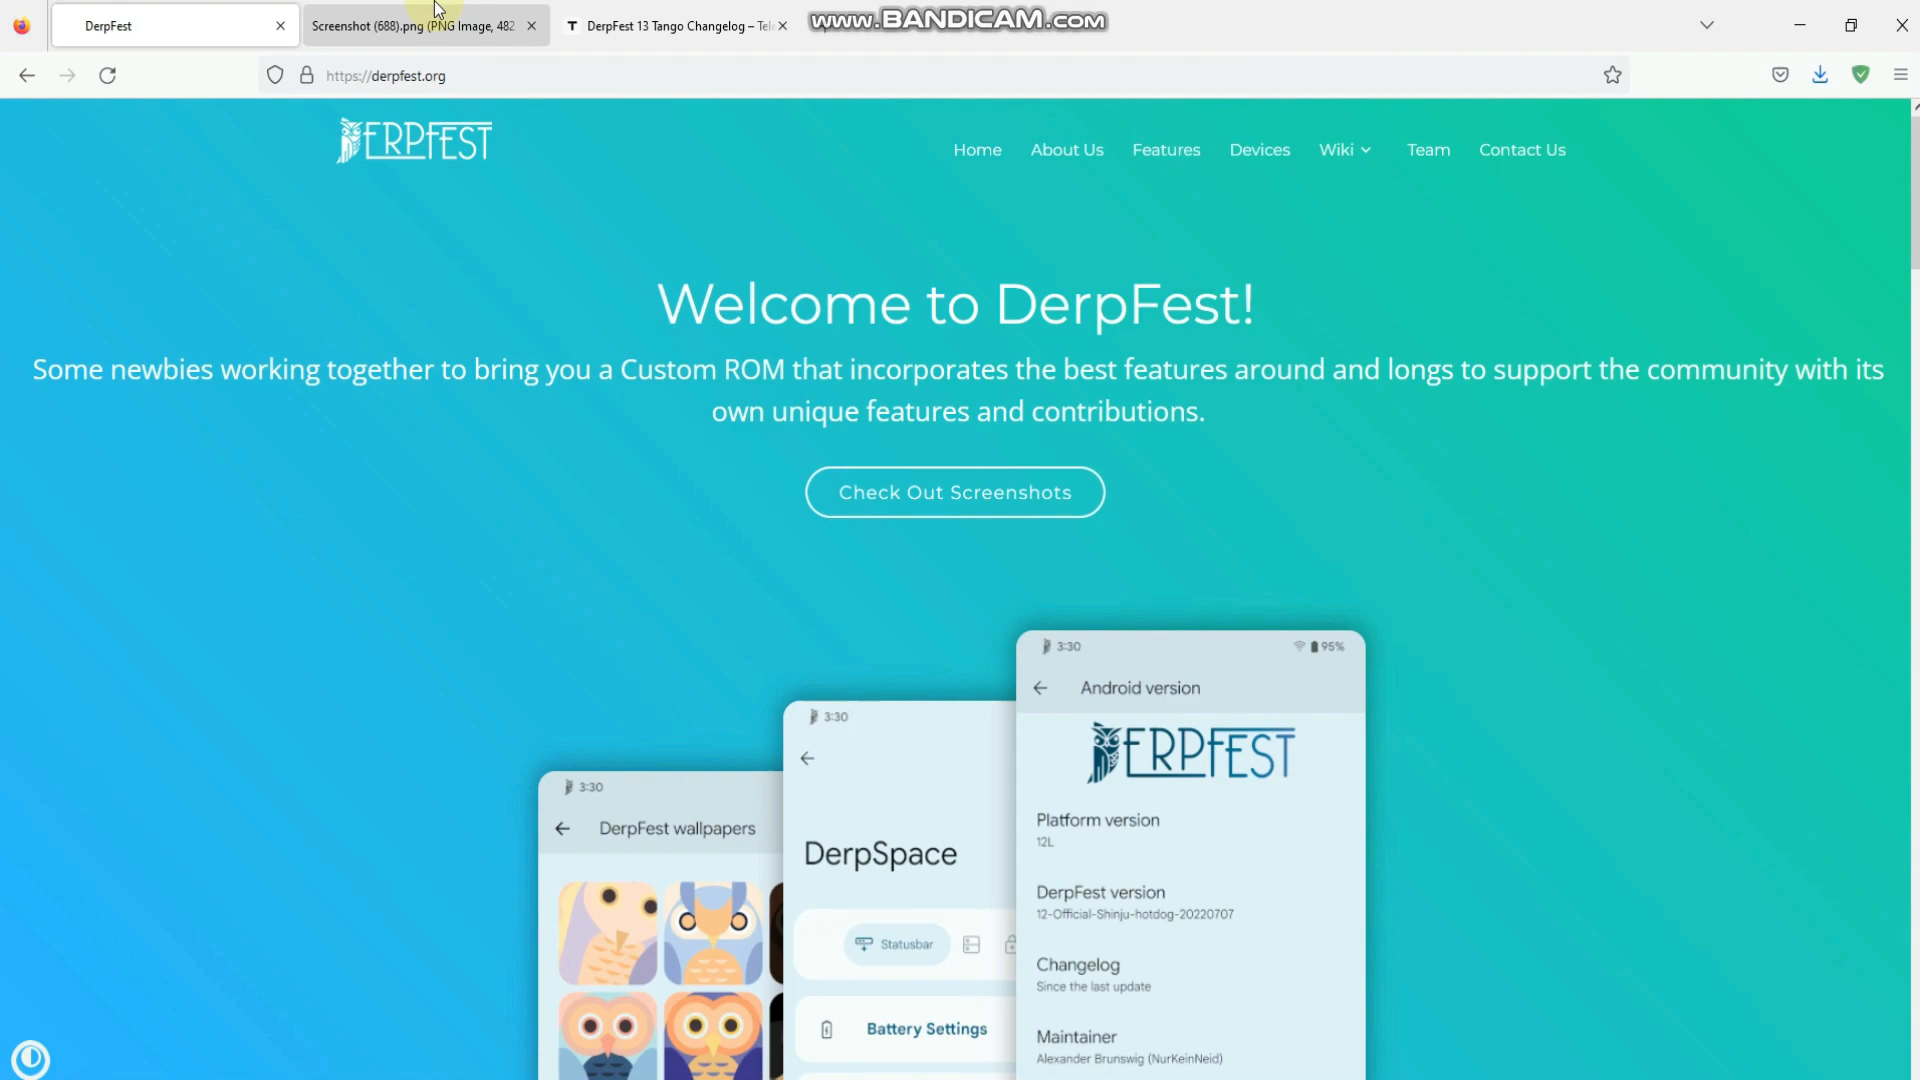 DerpFest
Screenshot (688).png (PNG Image, 482
DerpFest 13 Tango Changelog – Tel
www.BANDICAM.com
https://derpfest.org
DERPFEST
Home
About Us
Features
Devices
Wiki
Team
Contact Us
Welcome to DerpFest!
Some newbies working together to bring you a Custom ROM that incorporates the best features around and longs to support the community with its
own unique features and contributions.
Check Out Screenshots
3:30
DerpFest wallpapers
3:30
DerpSpace
Statusbar
Battery Settings
3:30
95%
Android version
DERPFEST
Platform version
12L
DerpFest version
12-Official-Shinju-hotdog-20220707
Changelog
Since the last update
Maintainer
Alexander Brunswig (NurKeinNeid)